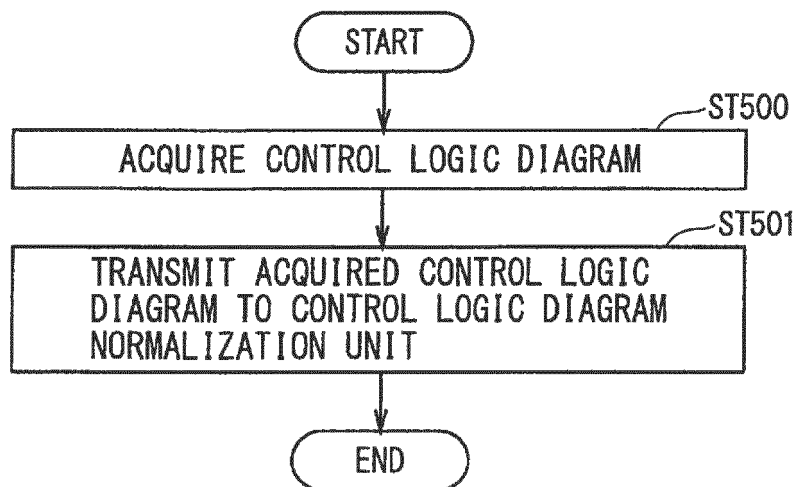 START
ST500
ACQUIRE CONTROL LOGIC DIAGRAM
ST501
TRANSMIT ACQUIRED CONTROL LOGIC
DIAGRAM TO CONTROL LOGIC DIAGRAM
NORMALIZATION UNIT
END